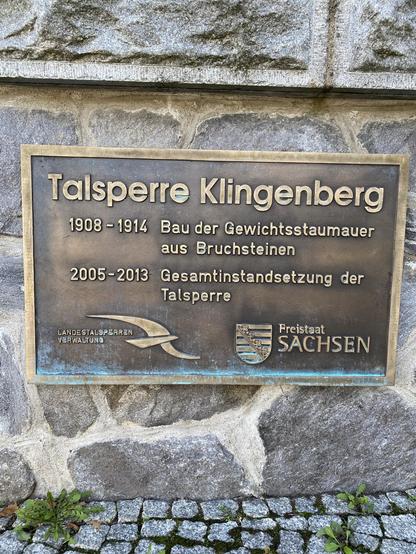 Talsperre Klingenberg
1908 - 1914 Bau der Gewichtsstaumauer
aus Bruchsteinen
2005-2013 Gesamtinstandsetzung der
Talsperre
LANDESTALSPERREN
VERWALTUNG
Freistaat
SACHSEN